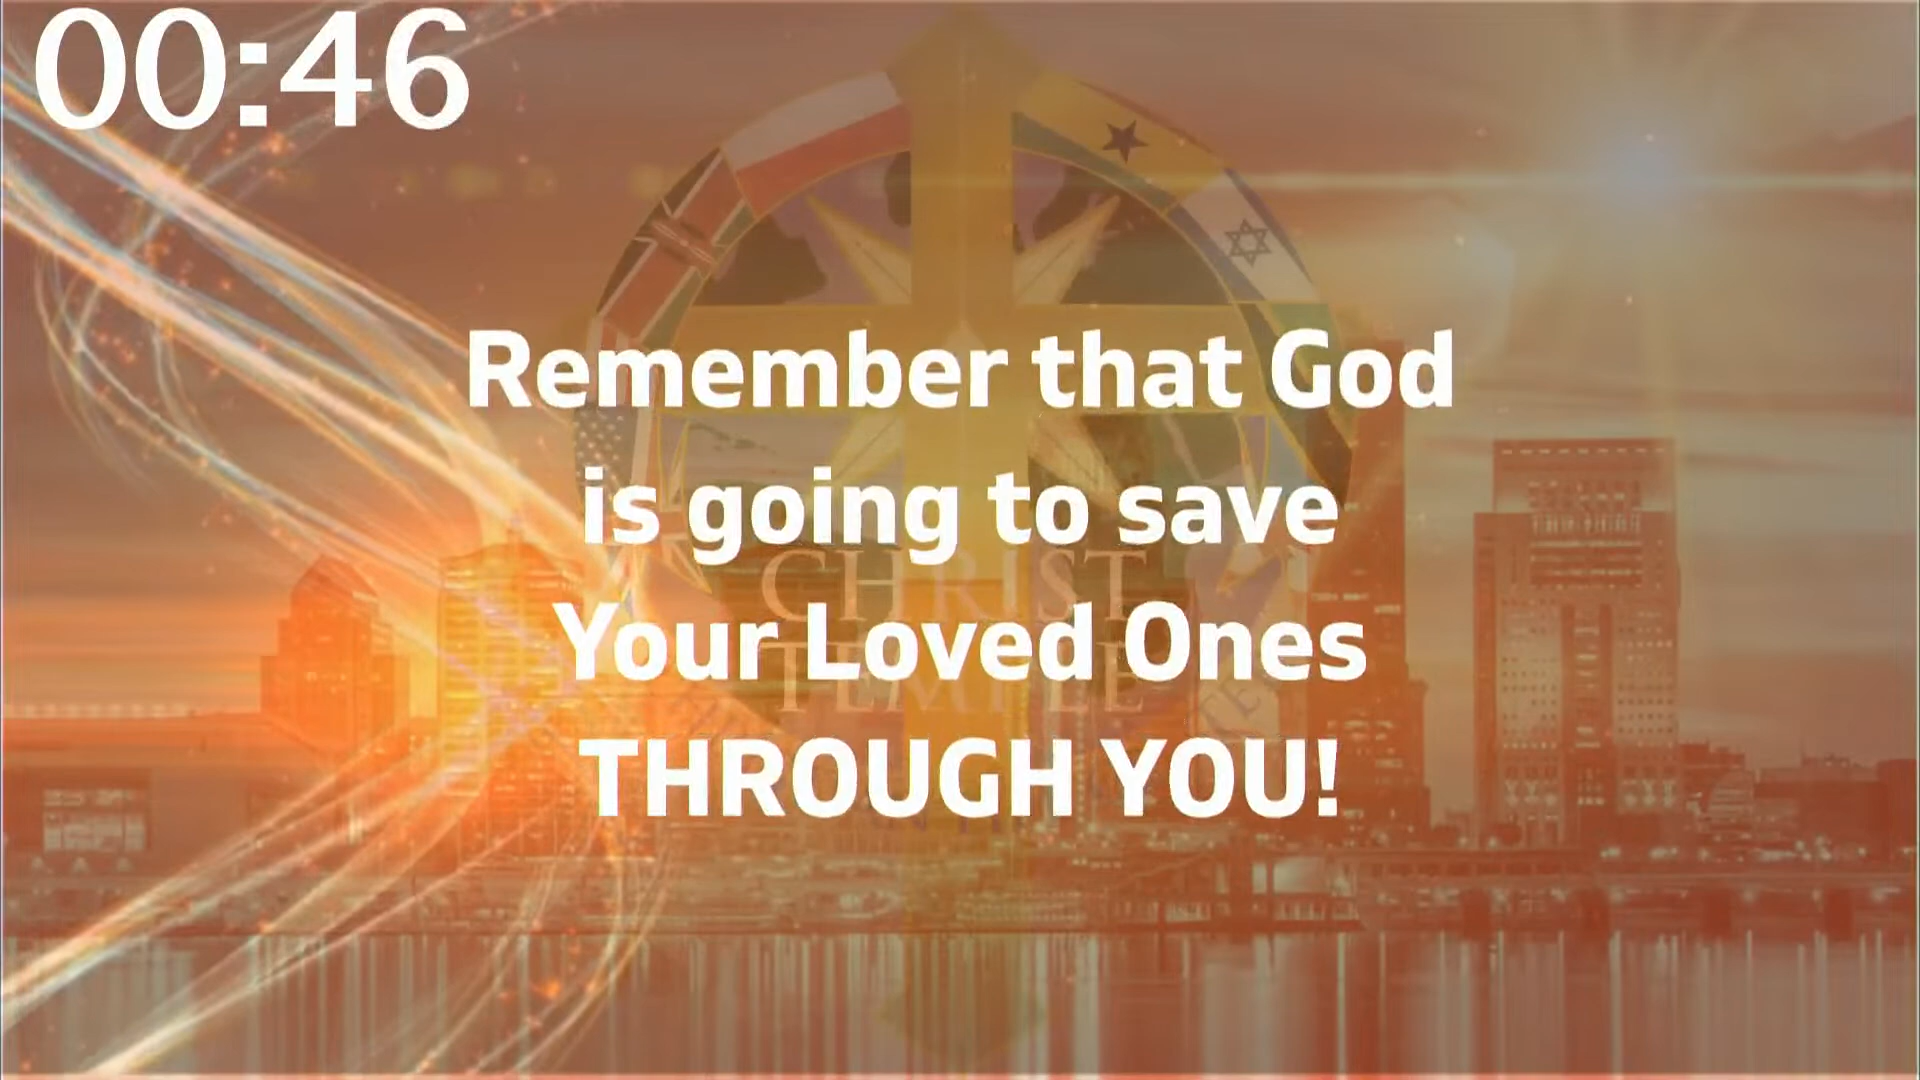 00:46
Remember that God
is going to save
CHRIST
Your Loved Ones
TEMPLE
THROUGH YOU!